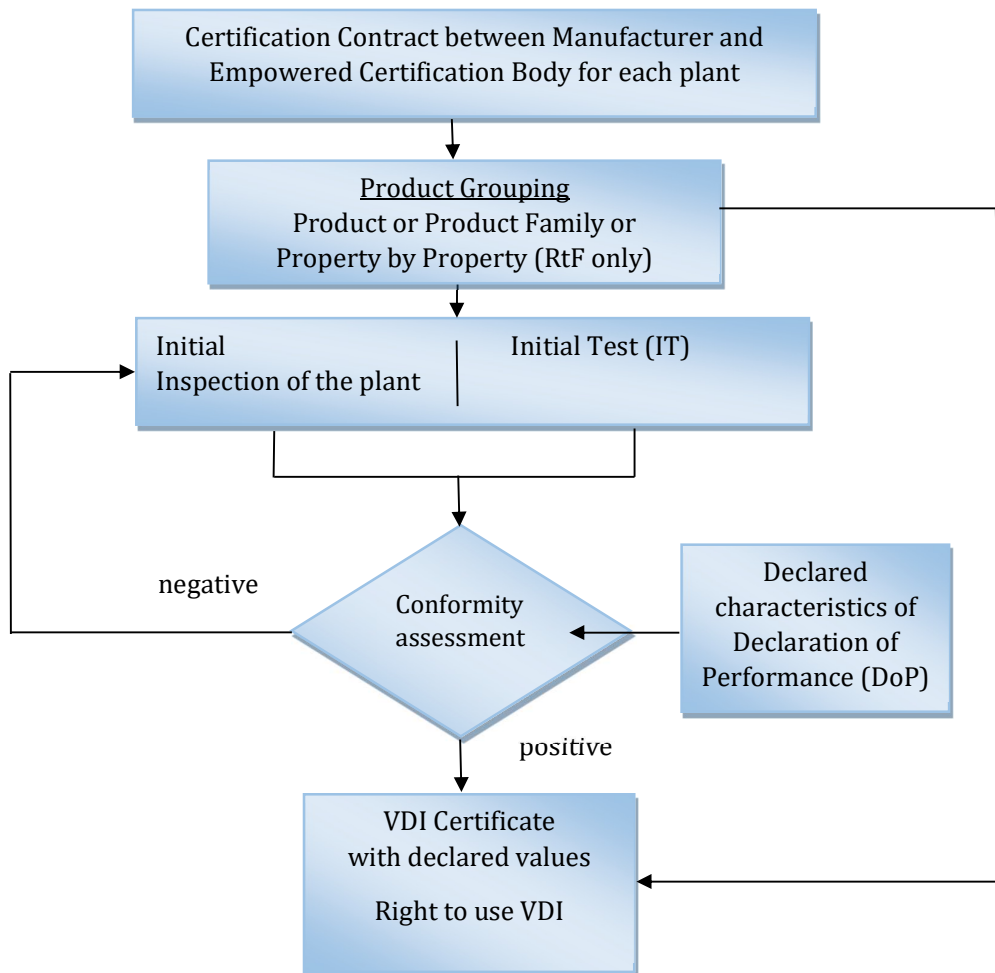 Certification Contract between Manufacturer and
Empowered Certification Body for each plant
Product Grouping
Product or Product Family or
Property by Property (RtF only)
Initial
Inspection of the plant
Initial Test (IT)
negative
Conformity
assessment
Declared
characteristics of
Declaration of
Performance (DoP)
positive
VDI Certificate
with declared values
Right to use VDI